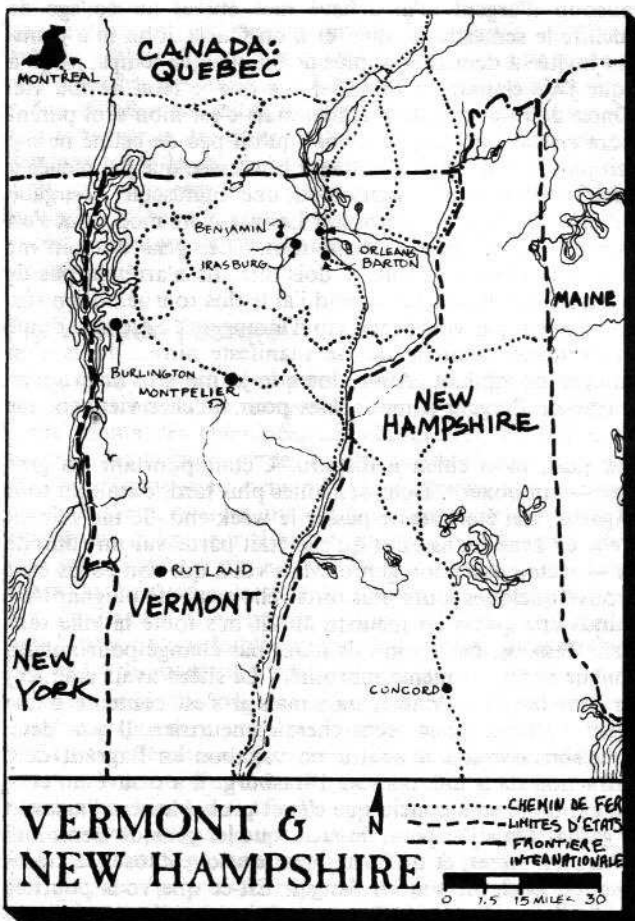 CANADA:
QUEBEC
MONTREAL
BENJAMIN
IRASBURG
ORLEANS
BARTON
MAINE
BURLINGTON
MONTPELIER
NEW
HAMPSHIRE
RUTLAND
VERMONT
NEW
YORK
CONCORD
VERMONT &
NEW HAMPSHIRE
N
CHEMIN DE FER
LIMITES D'ÉTATS
FRONTIERE
INTERNATIONALE
0 7.5 15 MILES 30